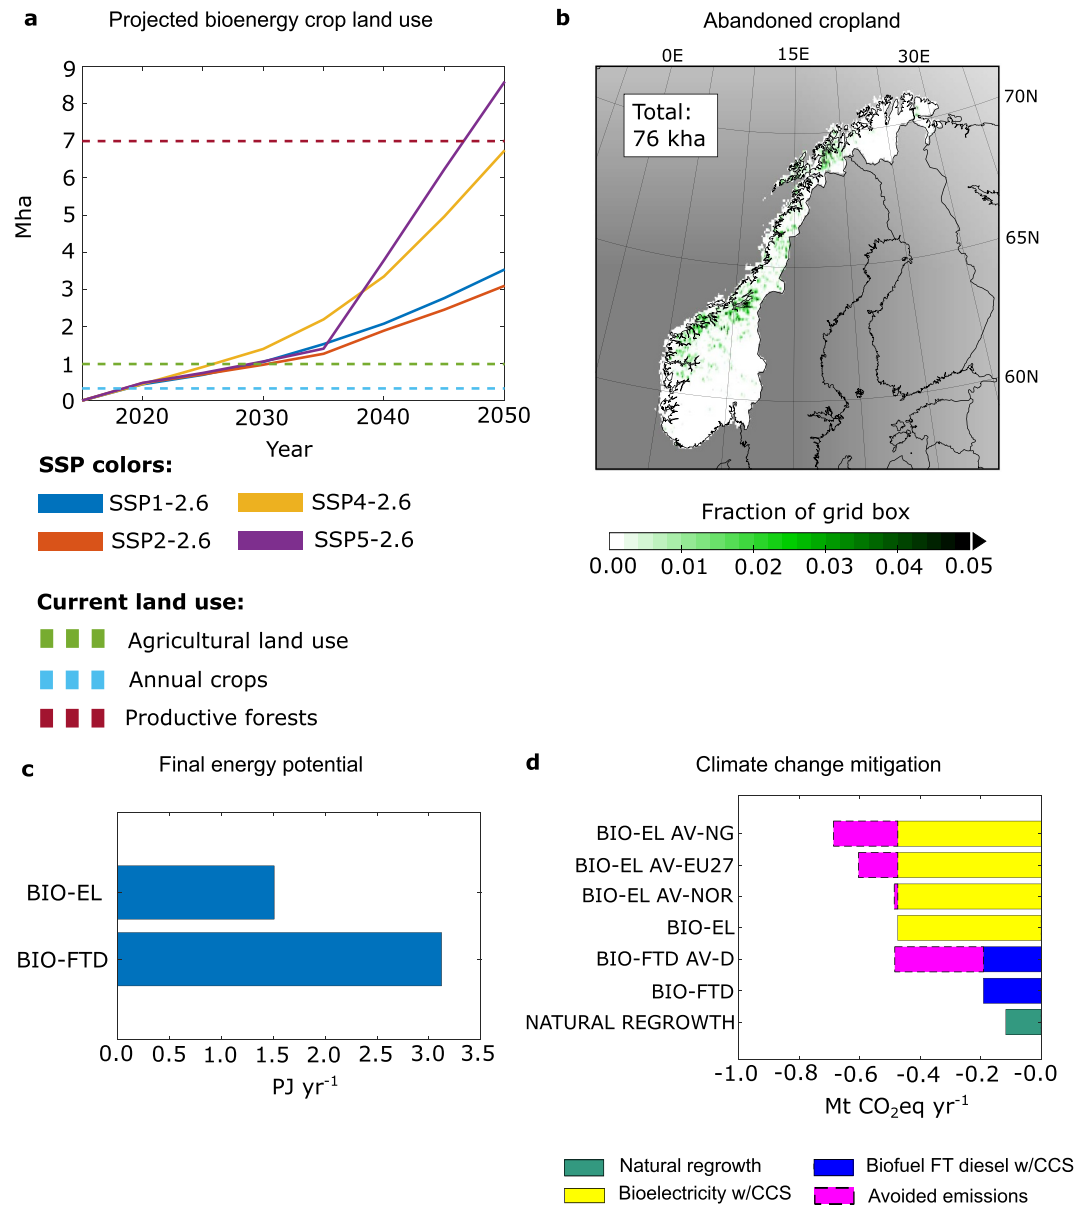 a
Projected bioenergy crop land use
9
8
7
6
5
4
3
2
1
0
Mha
2020
2030
2040
2050
Year
SSP colors:
SSP1-2.6
SSP4-2.6
SSP2-2.6
SSP5-2.6
Current land use:
Agricultural land use
Annual crops
Productive forests
b
Abandoned cropland
0E
15E
30E
Total:
76 kha
70N
65N
60N
Fraction of grid box
0.00
0.01
0.02
0.03
0.04
0.05
c
Final energy potential
BIO-EL
BIO-FTD
0.0
0.5
1.5
2.0
2.5
3.0
3.5
1.0
PJ yr-1
d
Climate change mitigation
BIO-EL AV-NG
BIO-EL AV-EU27
BIO-EL AV-NOR
BIO-EL
BIO-FTD AV-D
BIO-FTD
NATURAL REGROWTH
-1.0
-0.8
-0.6
-0.4
-0.2
-0.0
Mt CO2eq yr-1
Natural regrowth
Biofuel FT diesel w/CCS
Bioelectricity w/CCS
Avoided emissions